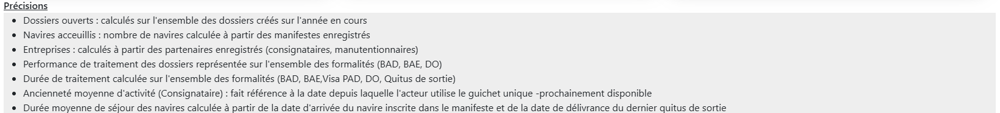 Précisions
Dossiers ouverts : calculés sur l'ensemble des dossiers créés sur l'année en cours
Navires acceuillis : nombre de navires calculée à partir des manifestes enregistrés
Entreprises : calculés à partir des partenaires enregistrés (consignataires, manutentionnaires)
Performance de traitement des dossiers représentée sur l'ensemble des formalités (BAD, BAE, DO)
Durée de traitement calculée sur l'ensemble des formalités (BAD, BAE,Visa PAD, DO, Quitus de sortie)
Ancienneté moyenne d'activité (Consignataire) : fait référence à la date depuis laquelle l'acteur utilise le guichet unique -prochainement disponible
Durée moyenne de séjour des navires calculée à partir de la date d'arrivée du navire inscrite dans le manifeste et de la date de délivrance du dernier quitus de sortie